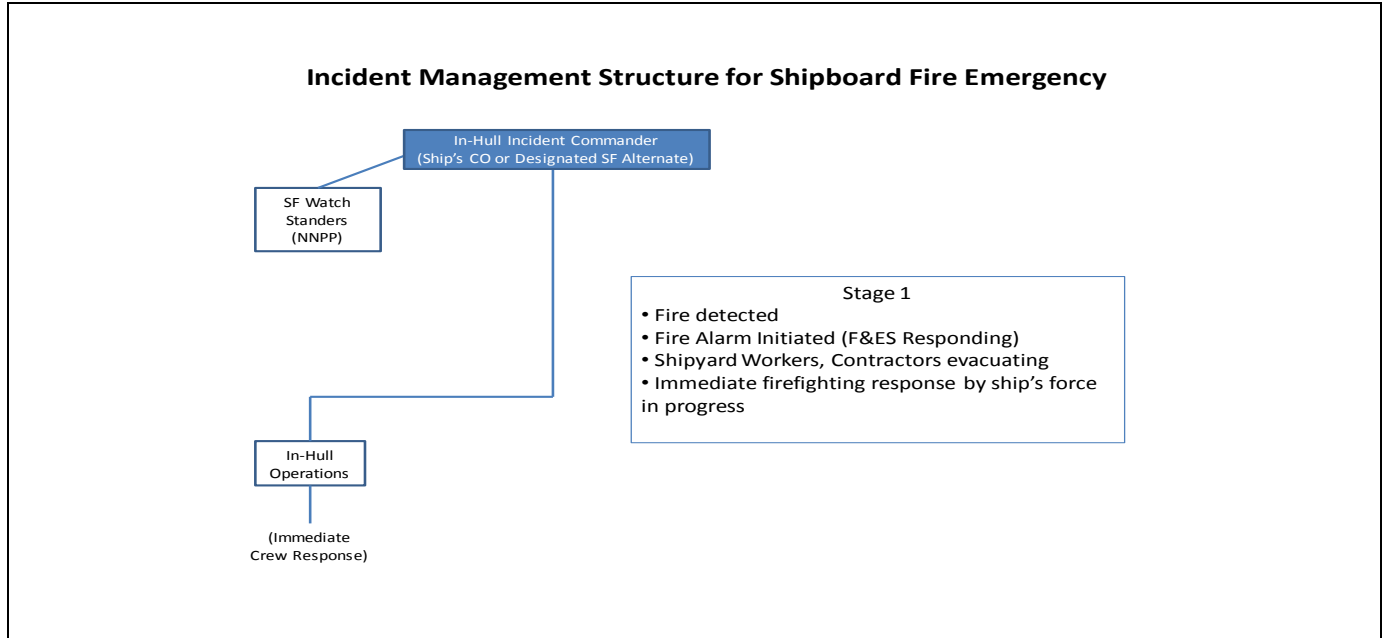 Incident Management Structure for Shipboard Fire Emergency
In-Hull Incident Commander
(Ship's CO or Designated SF Alternate)
SF Watch
Standers
(NNPP)
Stage 1
• Fire detected
• Fire Alarm Initiated (F&ES Responding)
• Shipyard Workers, Contractors evacuating
• Immediate firefighting response by ship's force
in progress
In-Hull
Operations
(Immediate
Crew Response)